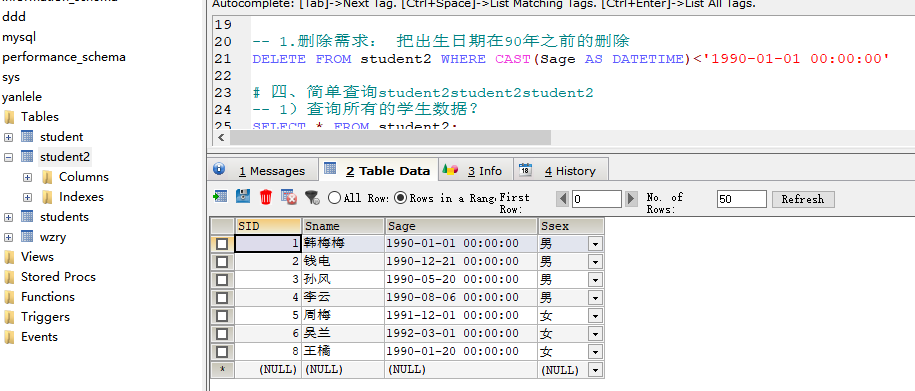 information_schema
ddd
mysql
performance_schema
sys
yanlele
Tables
student
student2
Columns
Indexes
students
wzry
Views
Stored Procs
Functions
Triggers
Events
Autocomplete: [Tab]->Next Tag. [Ctrl+Space]->List Matching Tags. [Ctrl+Enter]->List All Tags.
19
20 -- 1.删除需求： 把出生日期在90年之前的删除
21 DELETE FROM student2 WHERE CAST(Sage AS DATETIME)<'1990-01-01 00:00:00'
22
23 # 四、简单查询student2student2student2
24 -- 1）查询所有的学生数据？
25 SELECT * FROM student2;
1 Messages 2 Table Data 3 Info 4 History
All Row: Rows in a Rang. First Row: 0 No. of Rows: 50 Refresh
SID Sname Sage Ssex
1 韩梅梅 1990-01-01 00:00:00 男
2 钱电 1990-12-21 00:00:00 男
3 孙风 1990-05-20 00:00:00 男
4 李云 1990-08-06 00:00:00 男
5 周梅 1991-12-01 00:00:00 女
6 吴兰 1992-03-01 00:00:00 女
8 王橘 1990-01-20 00:00:00 女
* (NULL) (NULL) (NULL) (NULL)